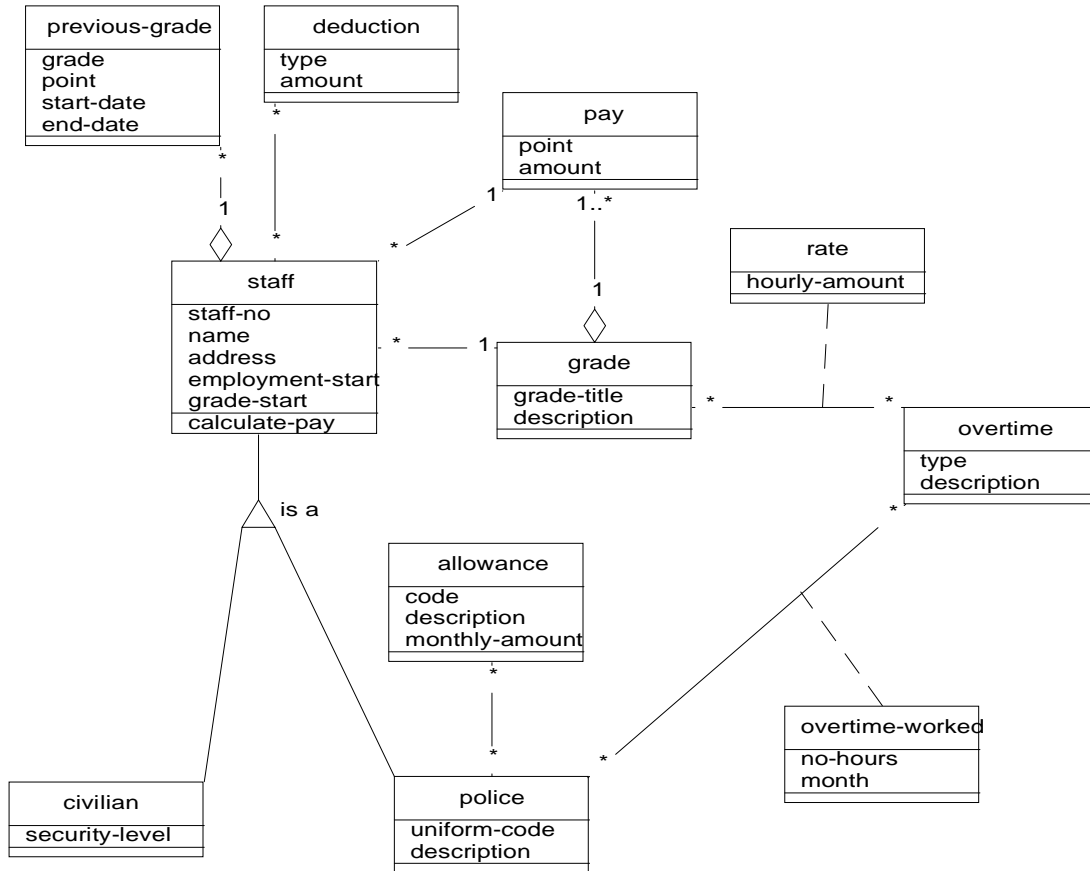 previous-grade
grade
point
start-date
end-date
deduction
type
amount
pay
point
amount
*
*
1
1..*
1
*
*
rate
hourly-amount
staff
staff-no
name
address
employment-start
grade-start
calculate-pay
*
1
1
grade
grade-title
description
*
*
overtime
type
description
*
is a
allowance
code
description
monthly-amount
*
*
*
overtime-worked
no-hours
month
civilian
security-level
police
uniform-code
description